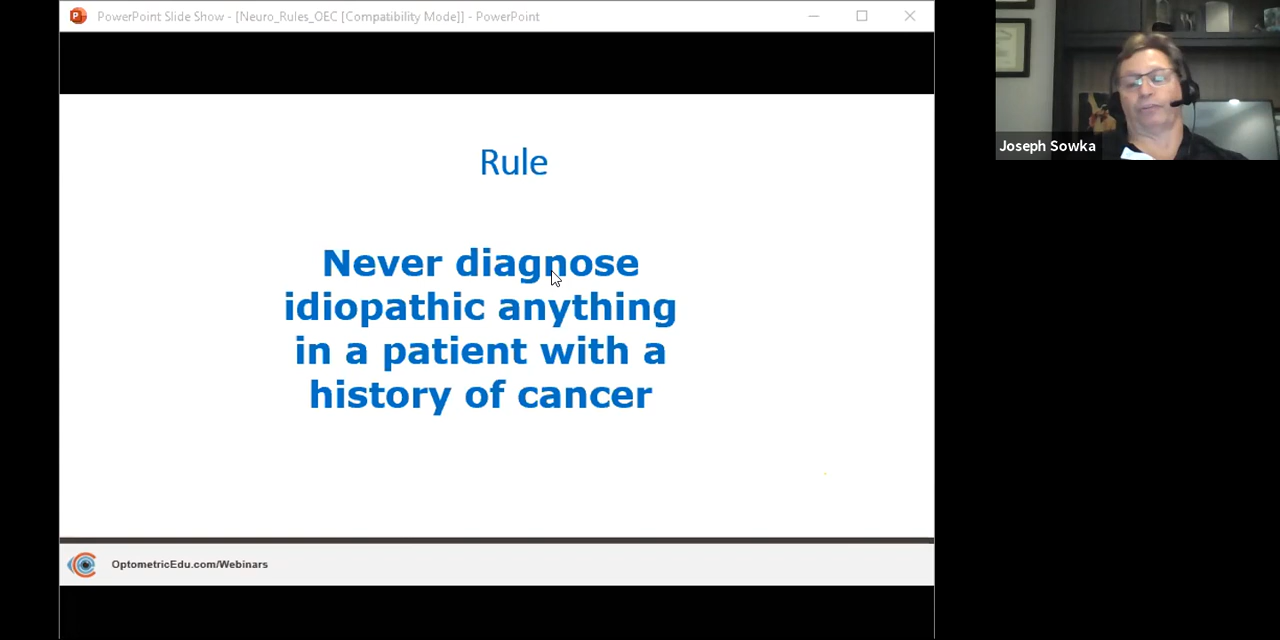 PowerPoint Slide Show - [Neuro_Rules_OEC [Compatibility Mode]] - PowerPoint
Joseph Sowka
Rule
Never diagnose
idiopathic anything
in a patient with a
history of cancer
OptometricEdu.com/Webinars